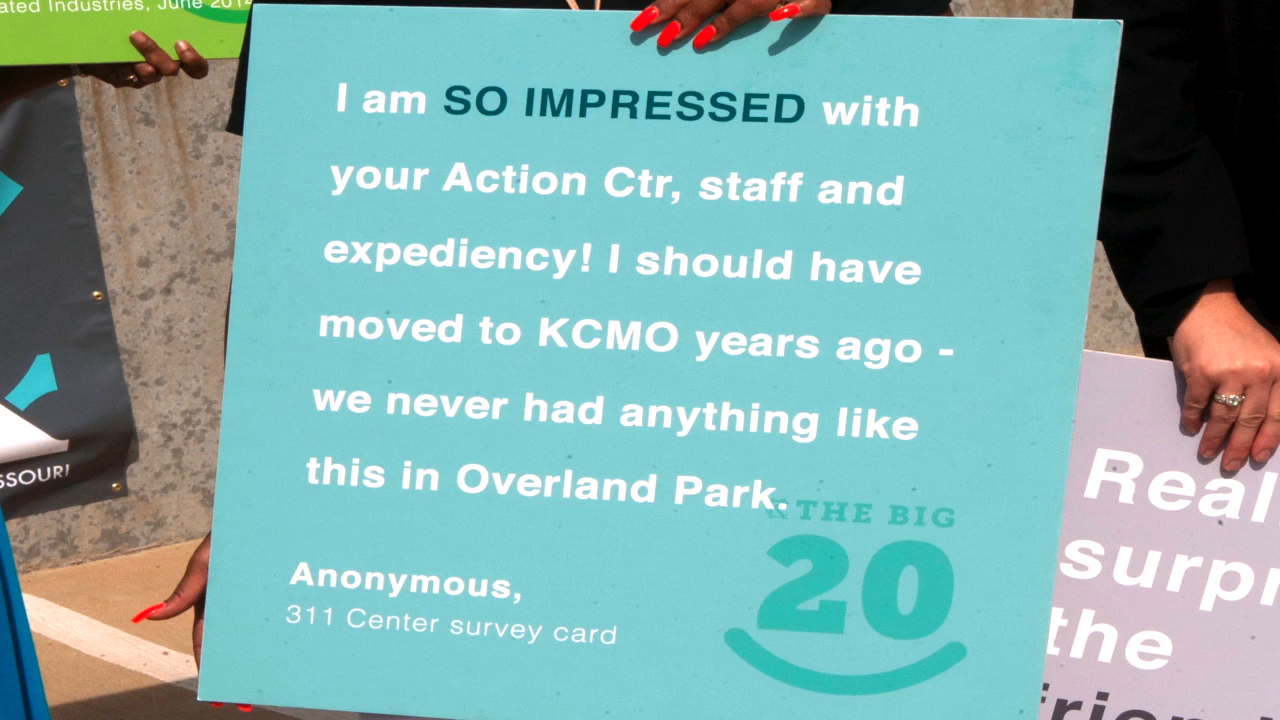 ated Industries, June 2014
I am SO IMPRESSED with
your Action Ctr, staff and
expediency! I should have
moved to KCMO years ago -
we never had anything like
this in Overland Park.
THE BIG
20
Anonymous,
311 Center survey card
SSOURI
Real
surpr
the
frien